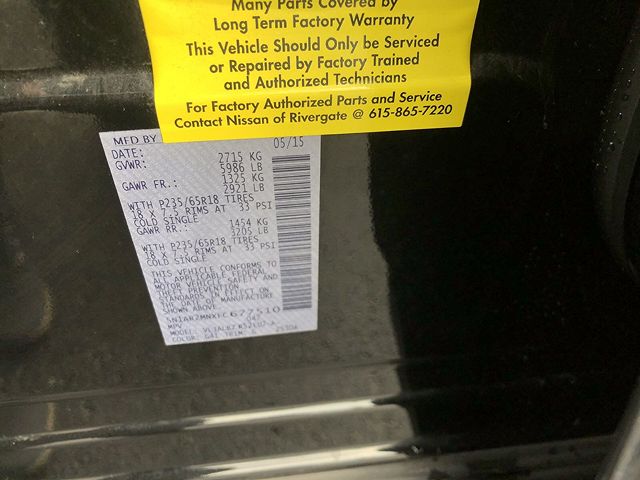 Many Parts Covered by
Long Term Factory Warranty
This Vehicle Should Only be Serviced
or Repaired by Factory Trained
and Authorized Technicians
For Factory Authorized Parts and Service
Contact Nissan of Rivergate @ 615-865-7220
MFD BY
DATE: 05/15
GVWR: 2715 KG
5986 LB
GAWR FR.: 1325 KG
2921 LB
WITH P235/65R18 TIRES
18 X 7.5 RIMS AT 33 PSI
COLD SINGLE
GAWR RR.: 1454 KG
3205 LB
WITH P235/65R18 TIRES
18 X 7.5 RIMS AT 33 PSI
COLD SINGLE
THIS VEHICLE CONFORMS TO
ALL APPLICABLE FEDERAL
MOTOR VEHICLE SAFETY AND
THEFT PREVENTION
STANDARDS IN EFFECT ON
THE DATE OF MANUFACTURE
SHOWN ABOVE.
5N1AR2MNXFC677510
MPV
MODEL:
COLOR: TRIM: G